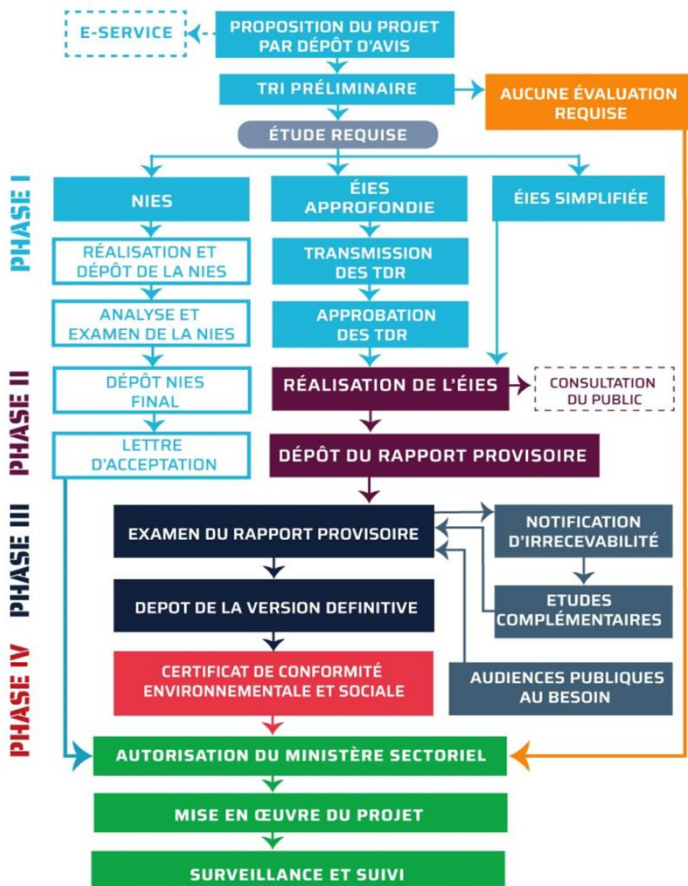 E-SERVICE
PROPOSITION DU PROJET
PAR DÉPÔT D'AVIS
TRI PRÉLIMINAIRE
AUCUNE ÉVALUATION
REQUISE
ÉTUDE REQUISE
PHASE I
NIES
ÉIES
APPROFONDIE
ÉIES SIMPLIFIÉE
RÉALISATION ET
DÉPÔT DE LA NIES
TRANSMISSION
DES TDR
ANALYSE ET
EXAMEN DE LA NIES
APPROBATION
DES TDR
PHASE II
DÉPÔT NIES
FINAL
RÉALISATION DE L'ÉIES
CONSULTATION
DU PUBLIC
LETTRE
D'ACCEPTATION
DÉPÔT DU RAPPORT PROVISOIRE
PHASE III
EXAMEN DU RAPPORT PROVISOIRE
NOTIFICATION
D'IRRECEVABILITÉ
DEPOT DE LA VERSION DEFINITIVE
ETUDES
COMPLÉMENTAIRES
PHASE IV
CERTIFICAT DE CONFORMITÉ
ENVIRONNEMENTALE ET SOCIALE
AUDIENCES PUBLIQUES
AU BESOIN
AUTORISATION DU MINISTÈRE SECTORIEL
MISE EN ŒUVRE DU PROJET
SURVEILLANCE ET SUIVI